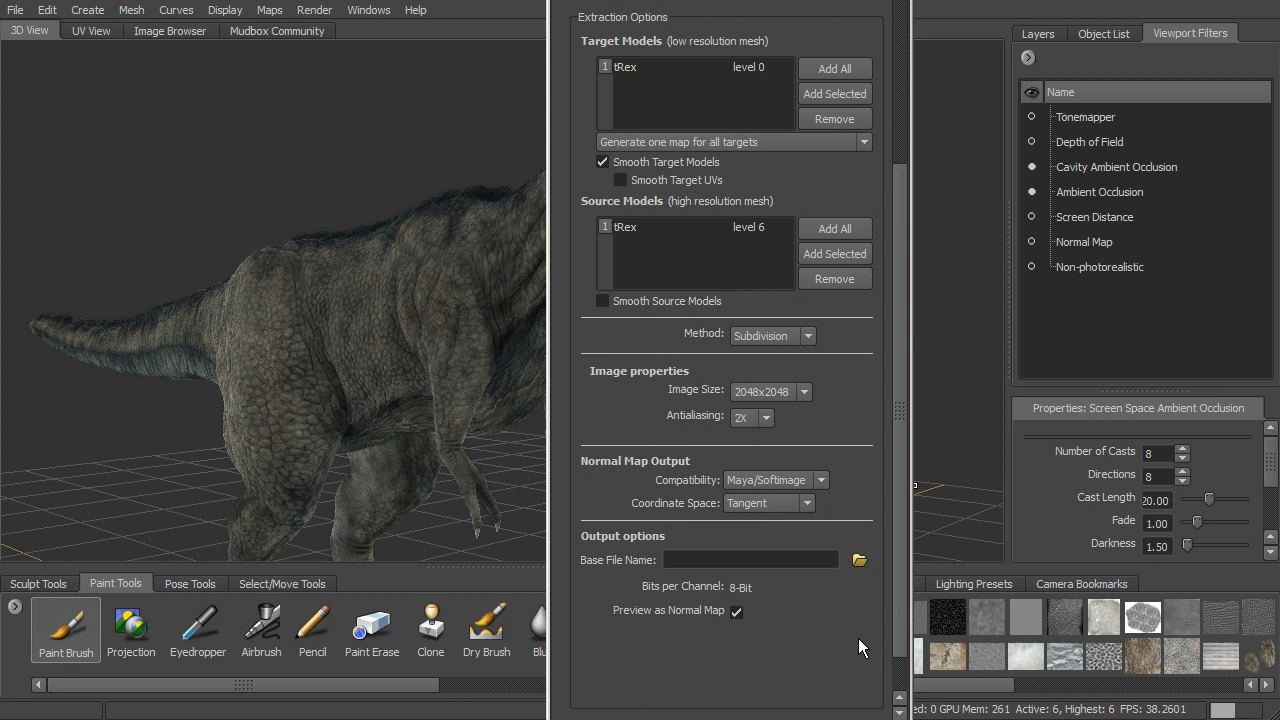 File Edit Create Mesh Curves Display Maps Render Windows Help
3D View UV View Image Browser Mudbox Community
Extraction Options
Target Models (low resolution mesh)
1 tRex level 0
Add All
Add Selected
Remove
Generate one map for all targets
Smooth Target Models
Smooth Target UVs
Source Models (high resolution mesh)
1 tRex level 6
Add All
Add Selected
Remove
Smooth Source Models
Method: Subdivision
Image properties
Image Size: 2048x2048
Antialiasing: 2X
Normal Map Output
Compatibility: Maya/Softimage
Coordinate Space: Tangent
Output options
Base File Name:
Bits per Channel: 8-Bit
Preview as Normal Map
Layers Object List Viewport Filters
Name
Tonemapper
Depth of Field
Cavity Ambient Occlusion
Ambient Occlusion
Screen Distance
Normal Map
Non-photorealistic
Properties: Screen Space Ambient Occlusion
Number of Casts 8
Directions 8
Cast Length 20.00
Fade 1.00
Darkness 1.50
Sculpt Tools Paint Tools Pose Tools Select/Move Tools
Paint Brush Projection Eyedropper Airbrush Pencil Paint Erase Clone Dry Brush Blu
Lighting Presets Camera Bookmarks
ed: 0 GPU Mem: 261 Active: 6, Highest: 6 FPS: 38.2601